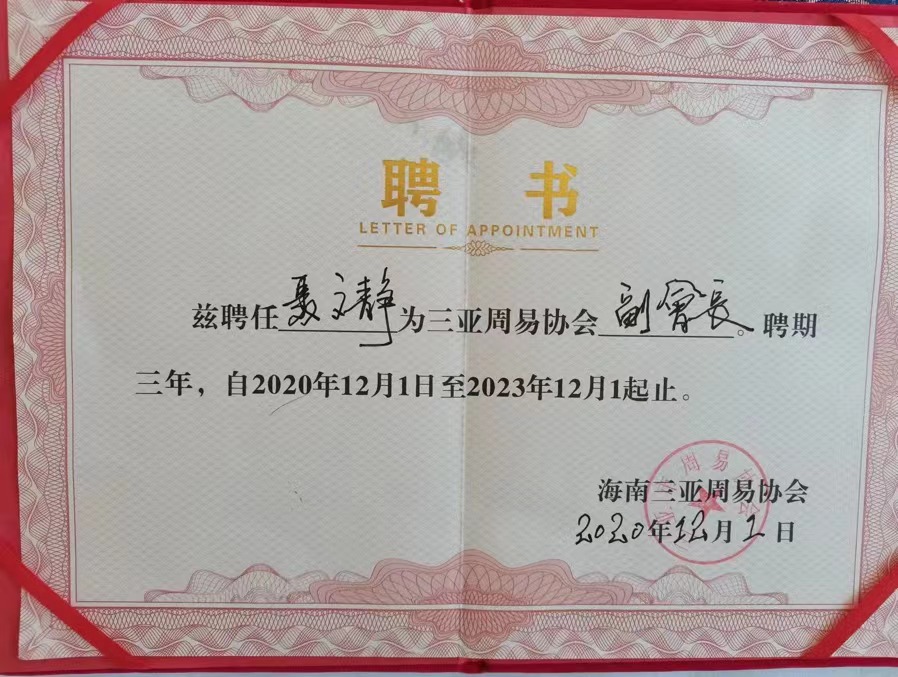 聘 书
LETTER OF APPOINTMENT
兹聘任聂文静为三亚周易协会副會长。聘期
三年，自2020年12月1日至2023年12月1起止。
海南三亚周易协会
2020年12月1日